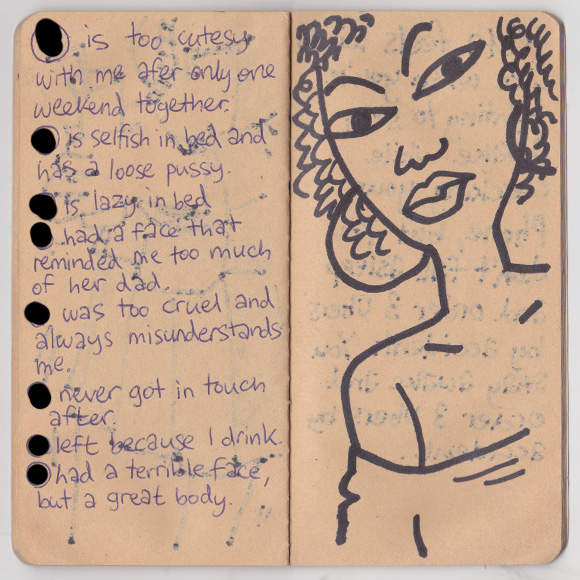 is too cutesy
with me afer only one
weekend together.
is selfish in bed and
has a loose pussy.
is lazy in bed
had a face that
reminded me too much
of her dad.
was too cruel and
always misunderstands
me.
never got in touch
after.
left because I drink.
had a terrible face,
but a great body.